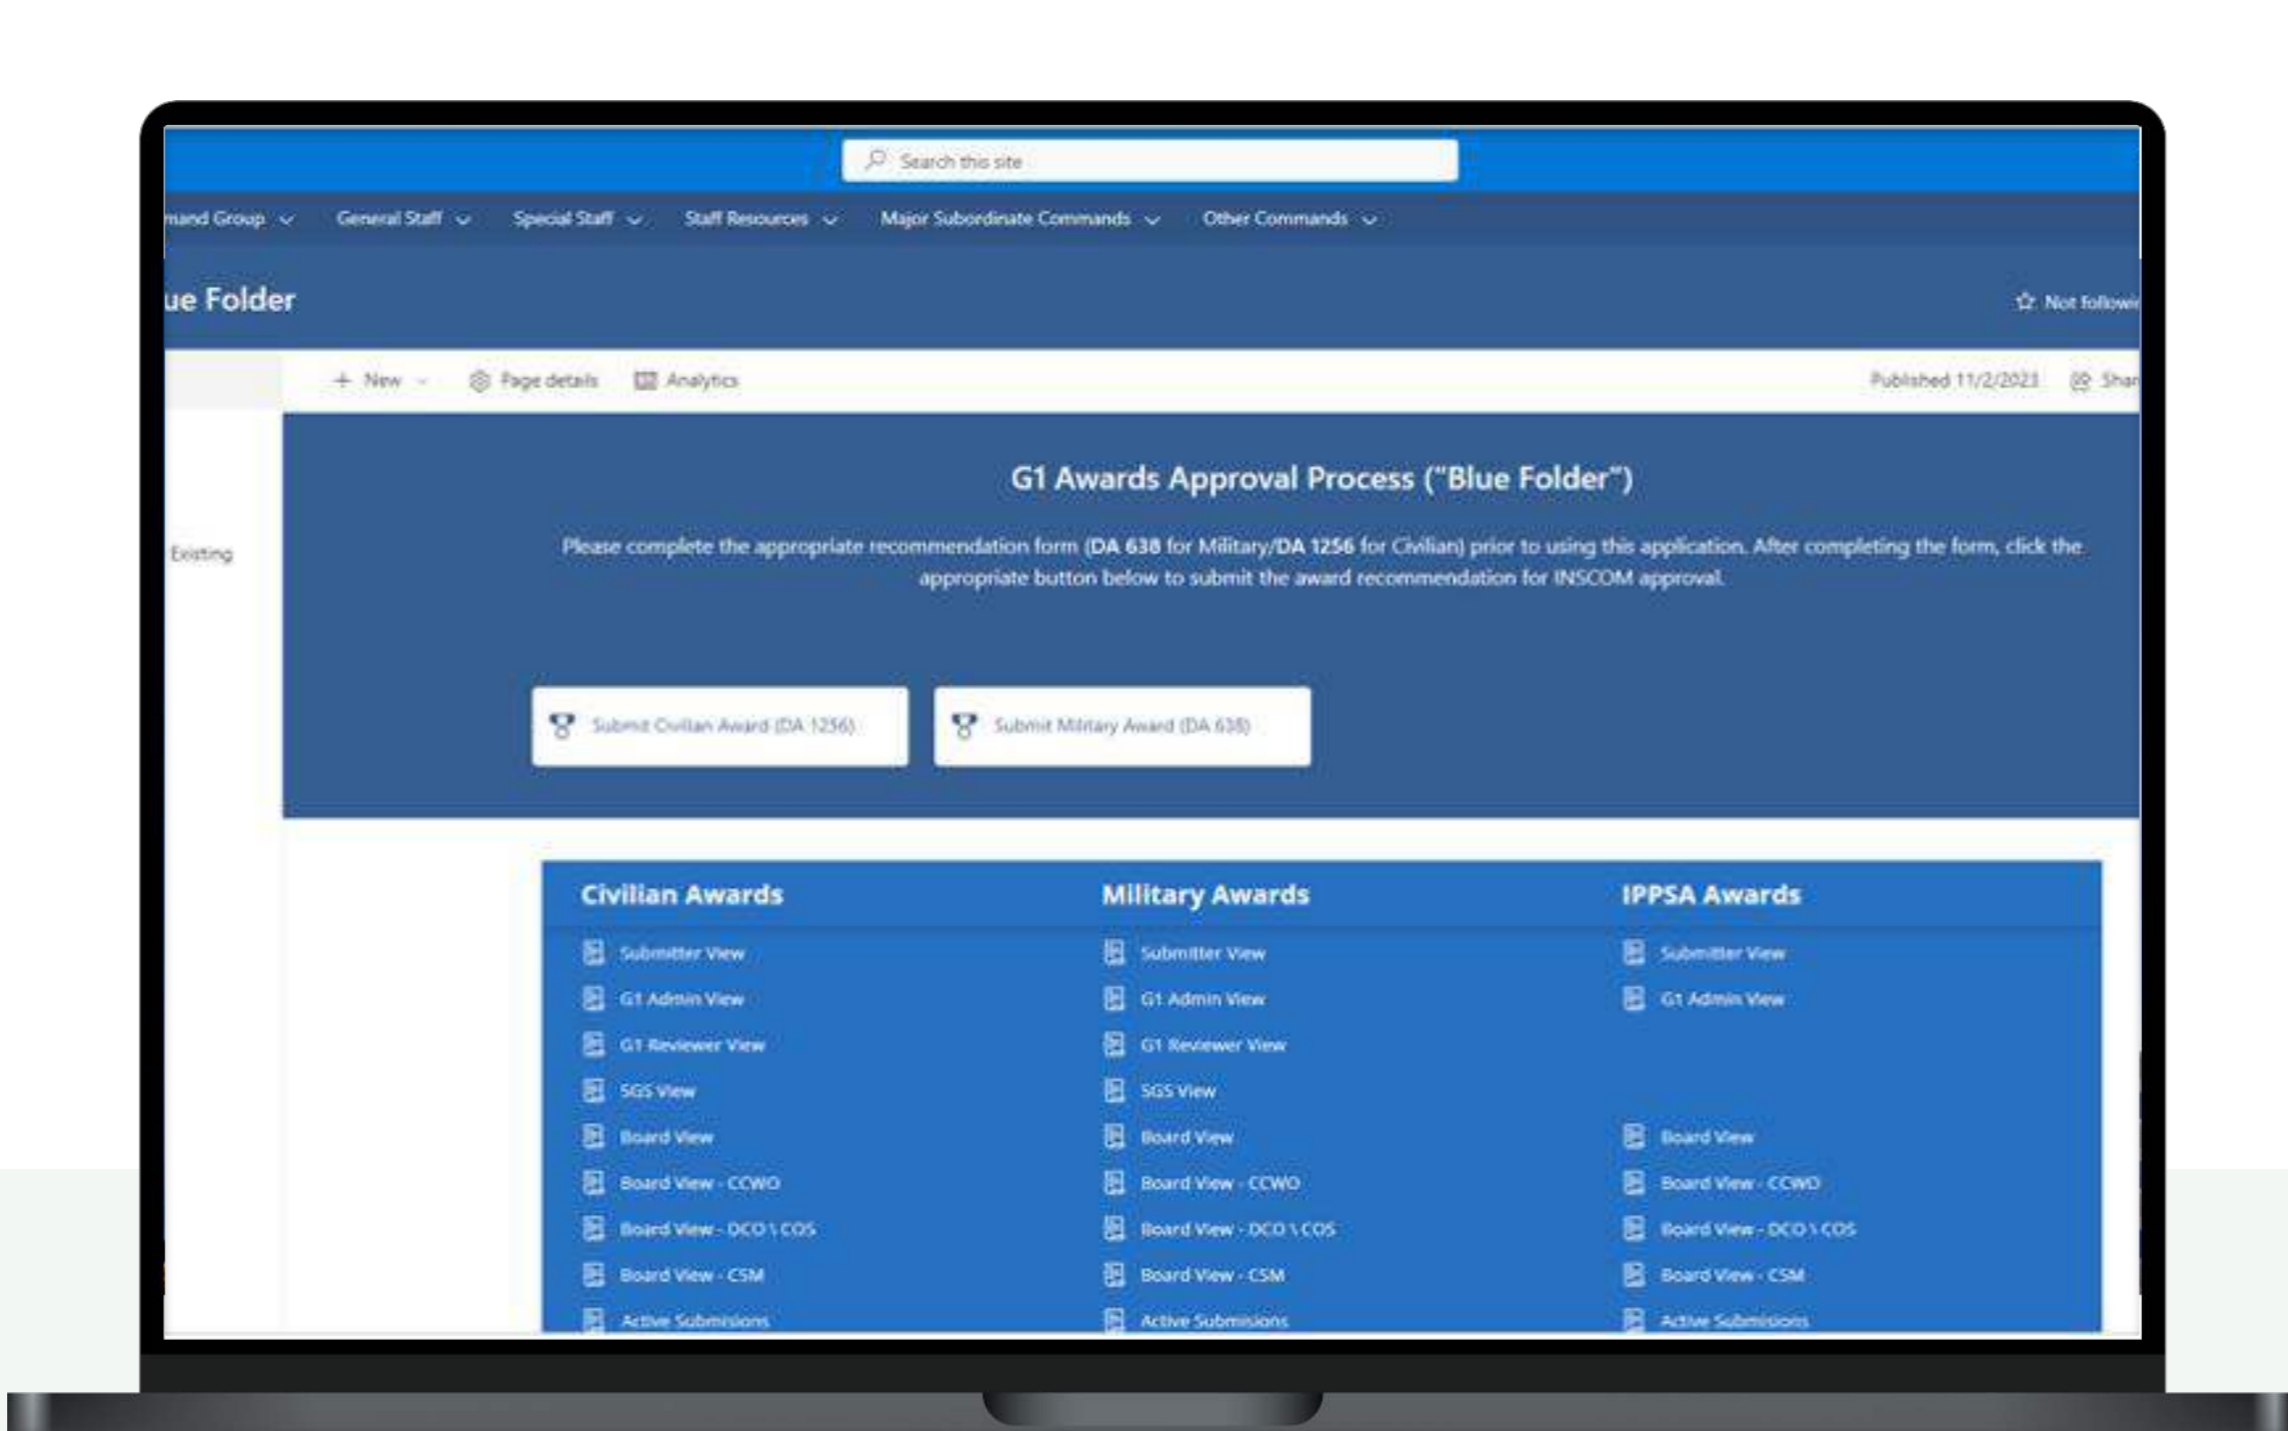 Search this site
mand Group General Staff Special Staff Staff Resources Major Subordinate Commands Other Commands
ue Folder
Not followi
New Page details Analytics Published 11/2/2023 Shar
G1 Awards Approval Process ("Blue Folder")
Please complete the appropriate recommendation form (DA 638 for Military/DA 1256 for Civilian) prior to using this application. After completing the form, click the
appropriate button below to submit the award recommendation for INSCOM approval.
Existing
Submit Civilian Award (DA 1256) Submit Military Award (DA 638)
Civilian Awards Military Awards IPPSA Awards
Submitter View Submitter View Submitter View
G1 Admin View G1 Admin View G1 Admin View
G1 Reviewer View G1 Reviewer View
SGS View SGS View
Board View Board View Board View
Board View - CCWO Board View - CCWO Board View - CCWO
Board View - DCO \ COS Board View - DCO \ COS Board View - DCO \ COS
Board View - CSM Board View - CSM Board View - CSM
Active Submisions Active Submisions Active Submisions